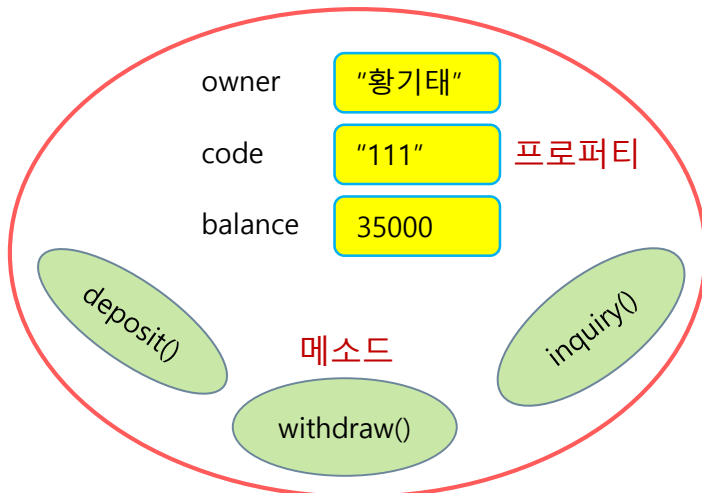 owner "황기태"
code "111" 프로퍼티
balance 35000
deposit()
inquiry()
메소드
withdraw()